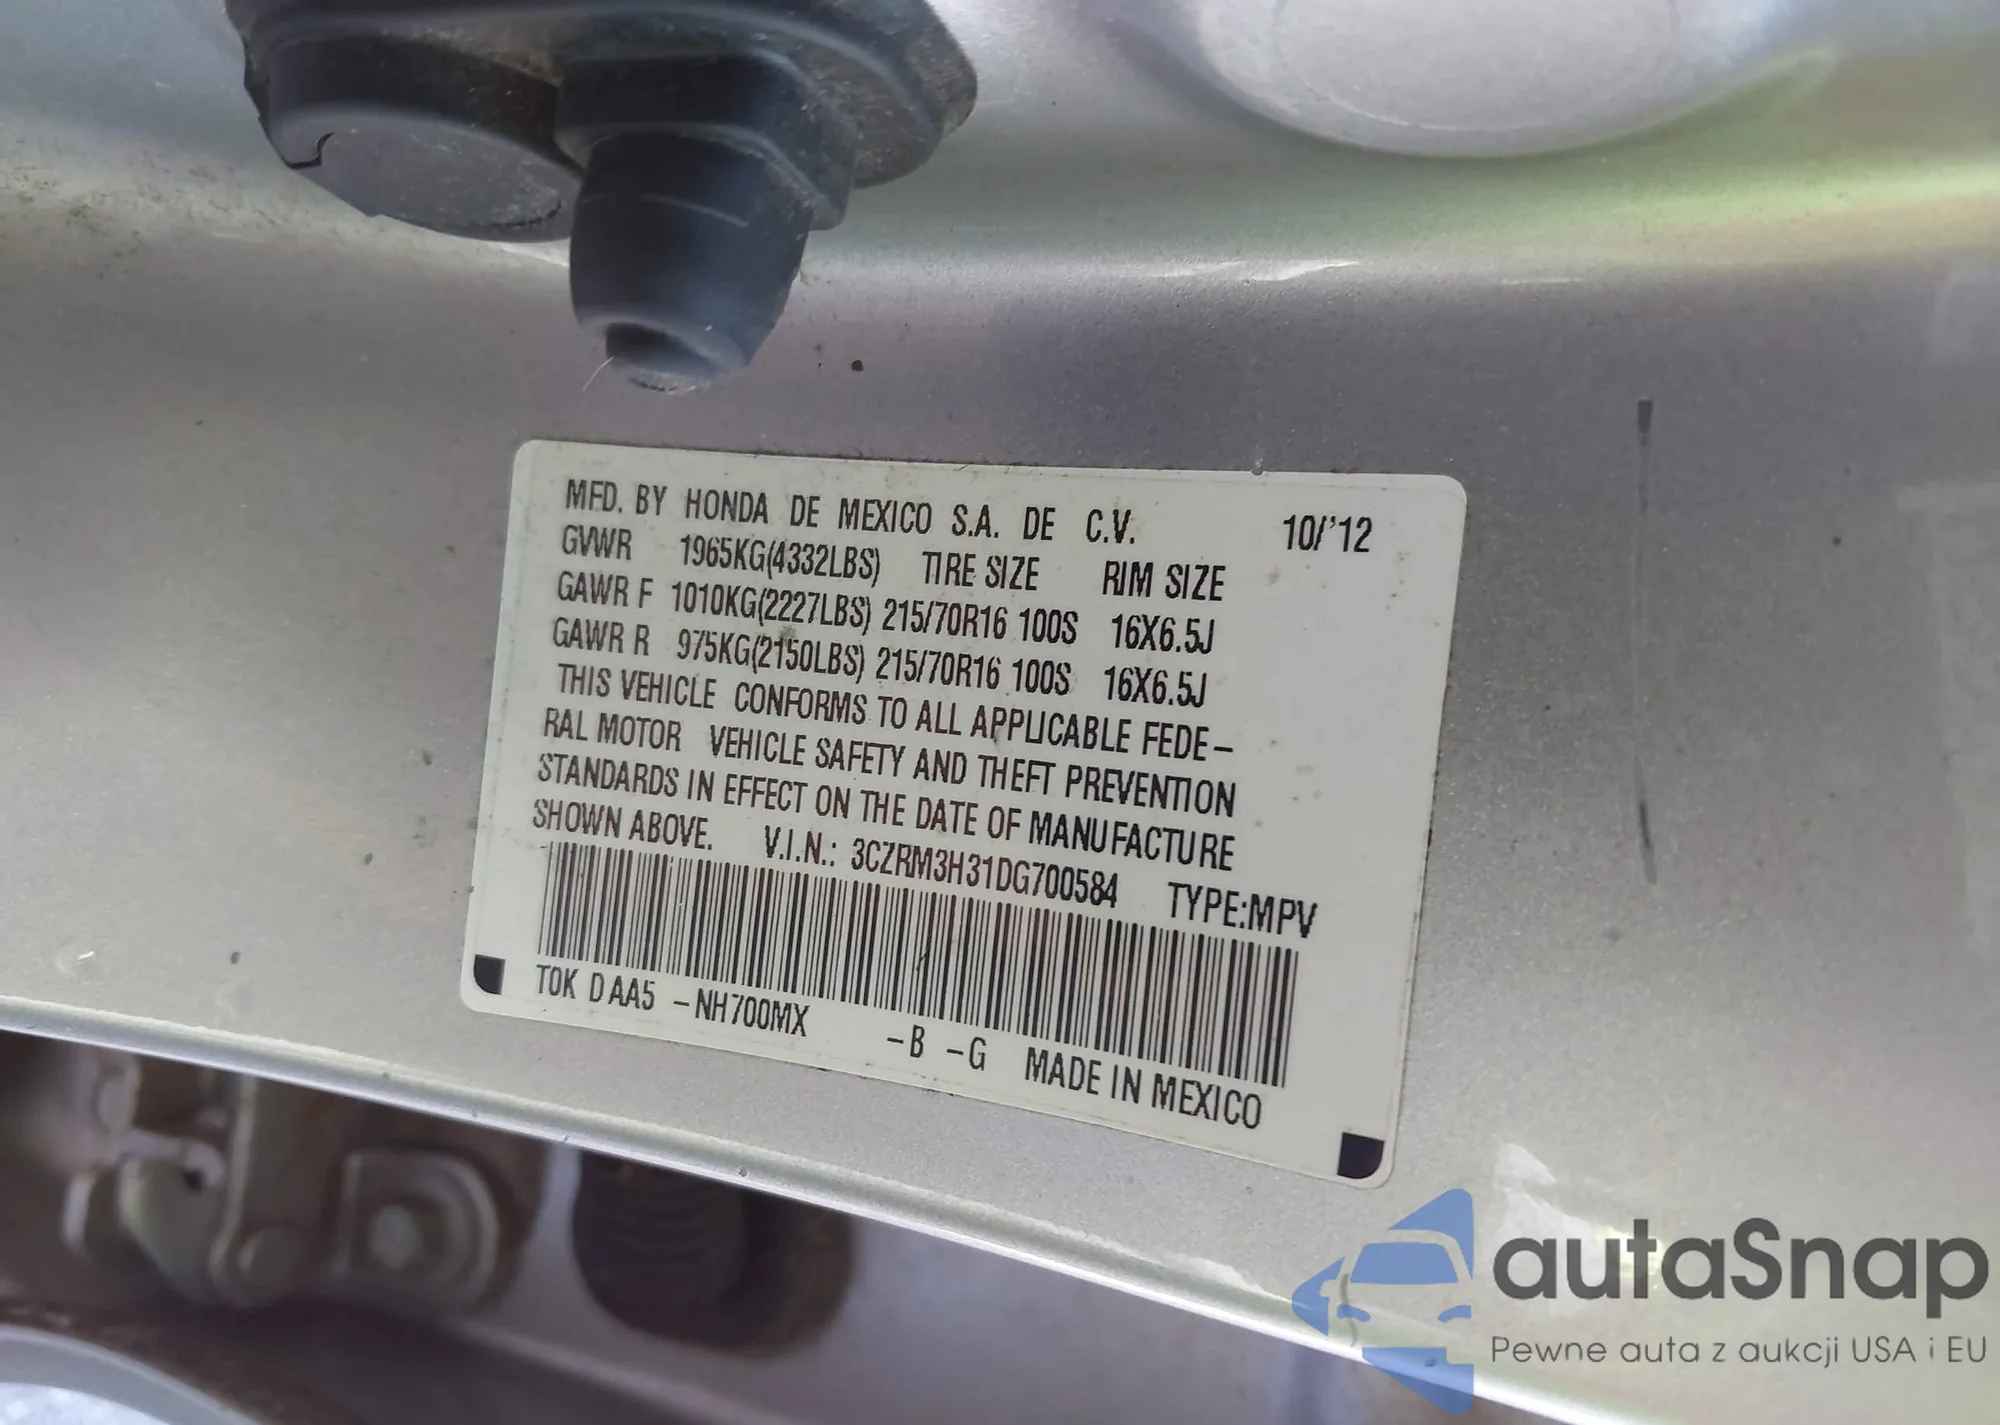 MFD. BY HONDA DE MEXICO S.A. DE C.V. 10/'12
GVWR 1965KG(4332LBS) TIRE SIZE RIM SIZE
GAWR F 1010KG(2227LBS) 215/70R16 100S 16X6.5J
GAWR R 975KG(2150LBS) 215/70R16 100S 16X6.5J
THIS VEHICLE CONFORMS TO ALL APPLICABLE FEDE-
RAL MOTOR VEHICLE SAFETY AND THEFT PREVENTION
STANDARDS IN EFFECT ON THE DATE OF MANUFACTURE
SHOWN ABOVE. V.I.N.: 3CZRM3H31DG700584 TYPE:MPV
T0K DAA5 -NH700MX -B -G MADE IN MEXICO
autaSnap
Pewne auta z aukcji USA i EU